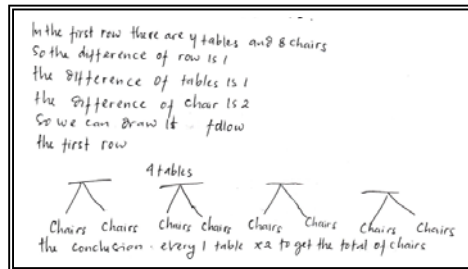 In the first row there are 4 tables and 8 chairs
So the difference of row is 1
the difference of tables is 1
the difference of chair is 2
So we can draw it follow
the first row
4 tables
Chairs Chairs Chairs Chairs Chairs Chairs Chairs Chairs
the conclusion. every 1 table x2 to get the total of chairs